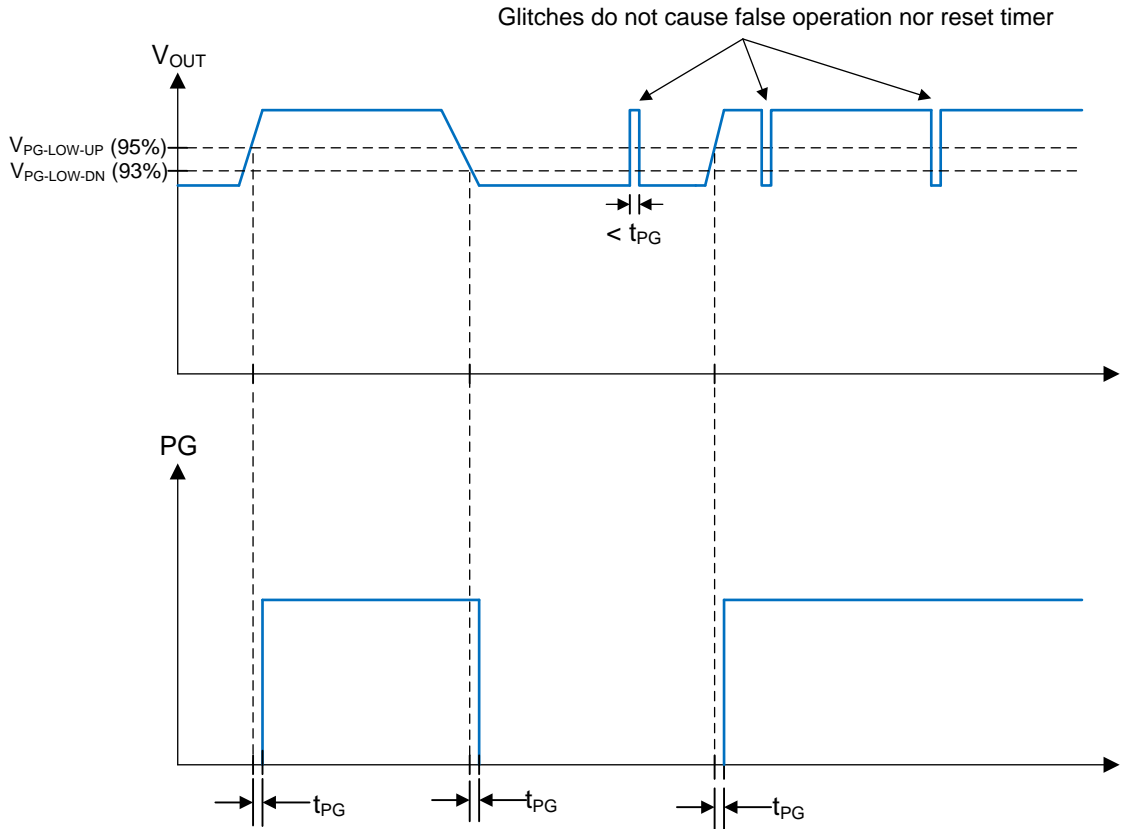 Glitches do not cause false operation nor reset timer
VOUT
VPG-LOW-UP (95%)
VPG-LOW-DN (93%)
< tPG
PG
tPG
tPG
tPG